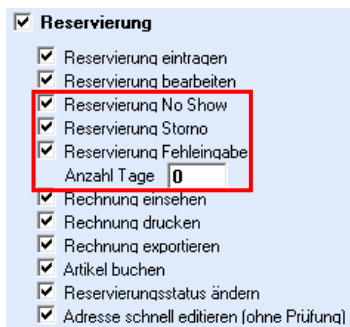 Reservierung
Reservierung eintragen
Reservierung bearbeiten
Reservierung No Show
Reservierung Storno
Reservierung Fehleingabe
Anzahl Tage 0
Rechnung einsehen
Rechnung drucken
Rechnung exportieren
Artikel buchen
Reservierungsstatus ändern
Adresse schnell editieren (ohne Prüfung)